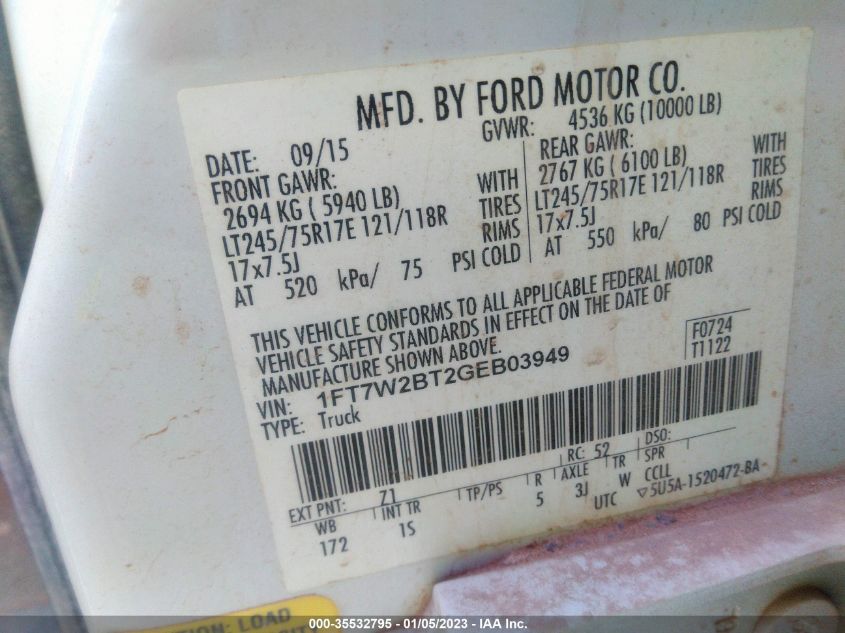 MFD. BY FORD MOTOR CO.
DATE: 09/15 GVWR: 4536 KG (10000 LB)
FRONT GAWR: REAR GAWR:
2694 KG ( 5940 LB) WITH 2767 KG ( 6100 LB) WITH
LT245/75R17E 121/118R TIRES LT245/75R17E 121/118R TIRES
17x7.5J RIMS 17x7.5J RIMS
AT 520 kPa/ 75 PSI COLD AT 550 kPa/ 80 PSI COLD
THIS VEHICLE CONFORMS TO ALL APPLICABLE FEDERAL MOTOR
VEHICLE SAFETY STANDARDS IN EFFECT ON THE DATE OF
MANUFACTURE SHOWN ABOVE.
VIN: 1FT7W2BT2GEB03949
TYPE: Truck
F0724
T1122
EXT PNT: Z1 RC: 52 DSO:
WB INT TR TP/PS R AXLE TR SPR
172 1S 5 3J W CCLL
UTC ▽5U5A-1520472-BA
TION: LOAD
000-35532795 - 01/05/2023 - IAA Inc.